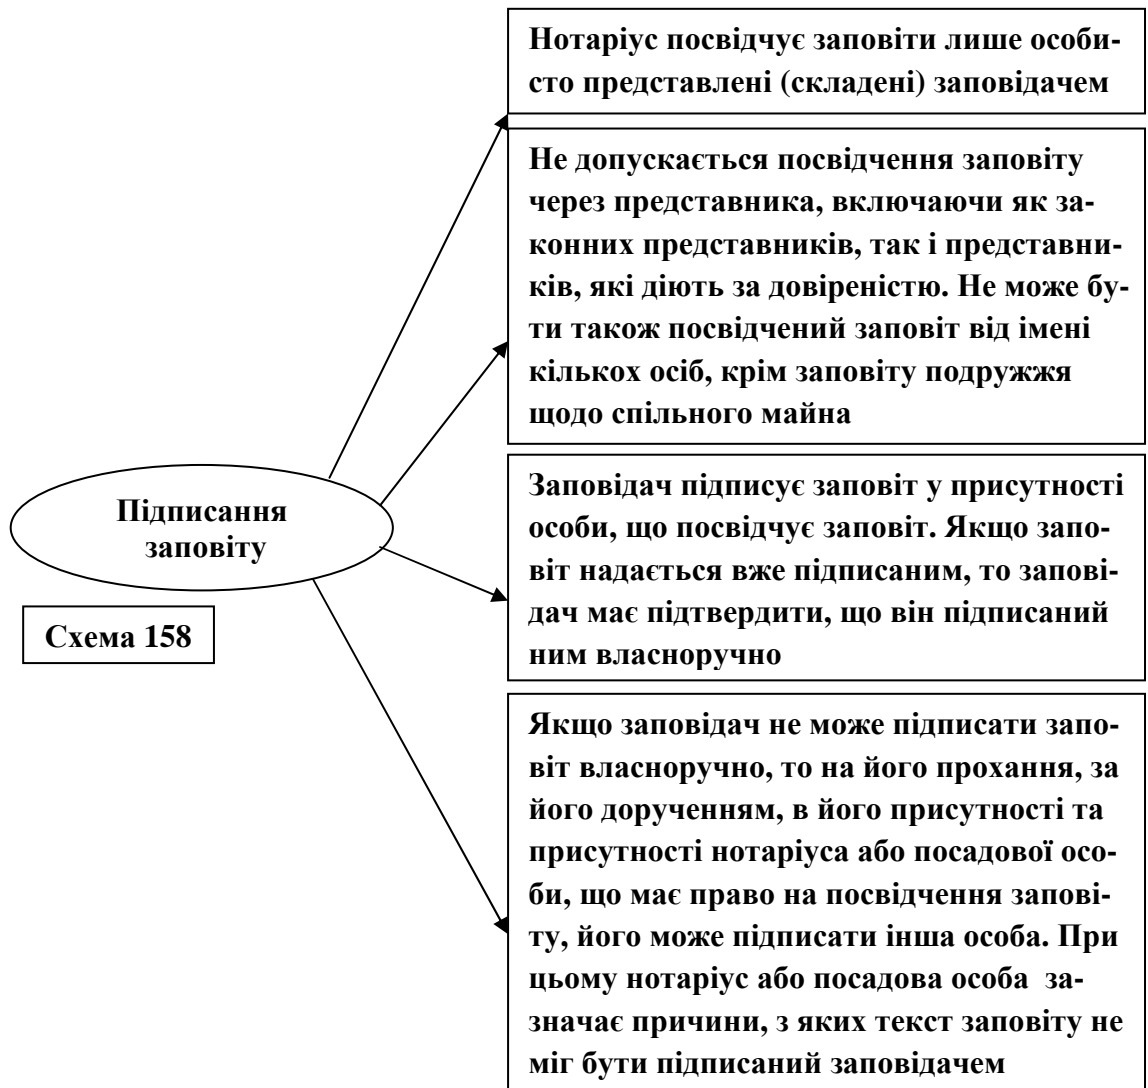 Нотаріус посвідчує заповіти лише особи-
сто представлені (складені) заповідачем
Не допускається посвідчення заповіту
через представника, включаючи як за-
конних представників, так і представни-
ків, які діють за довіреністю. Не може бу-
ти також посвідчений заповіт від імені
кількох осіб, крім заповіту подружжя
щодо спільного майна
Підписання
заповіту
Схема 158
Заповідач підписує заповіт у присутності
особи, що посвідчує заповіт. Якщо запо-
віт надається вже підписаним, то запові-
дач має підтвердити, що він підписаний
ним власноручно
Якщо заповідач не може підписати запо-
віт власноручно, то на його прохання, за
його дорученням, в його присутності та
присутності нотаріуса або посадової осо-
би, що має право на посвідчення запові-
ту, його може підписати інша особа. При
цьому нотаріус або посадова особа за-
значає причини, з яких текст заповіту не
міг бути підписаний заповідачем